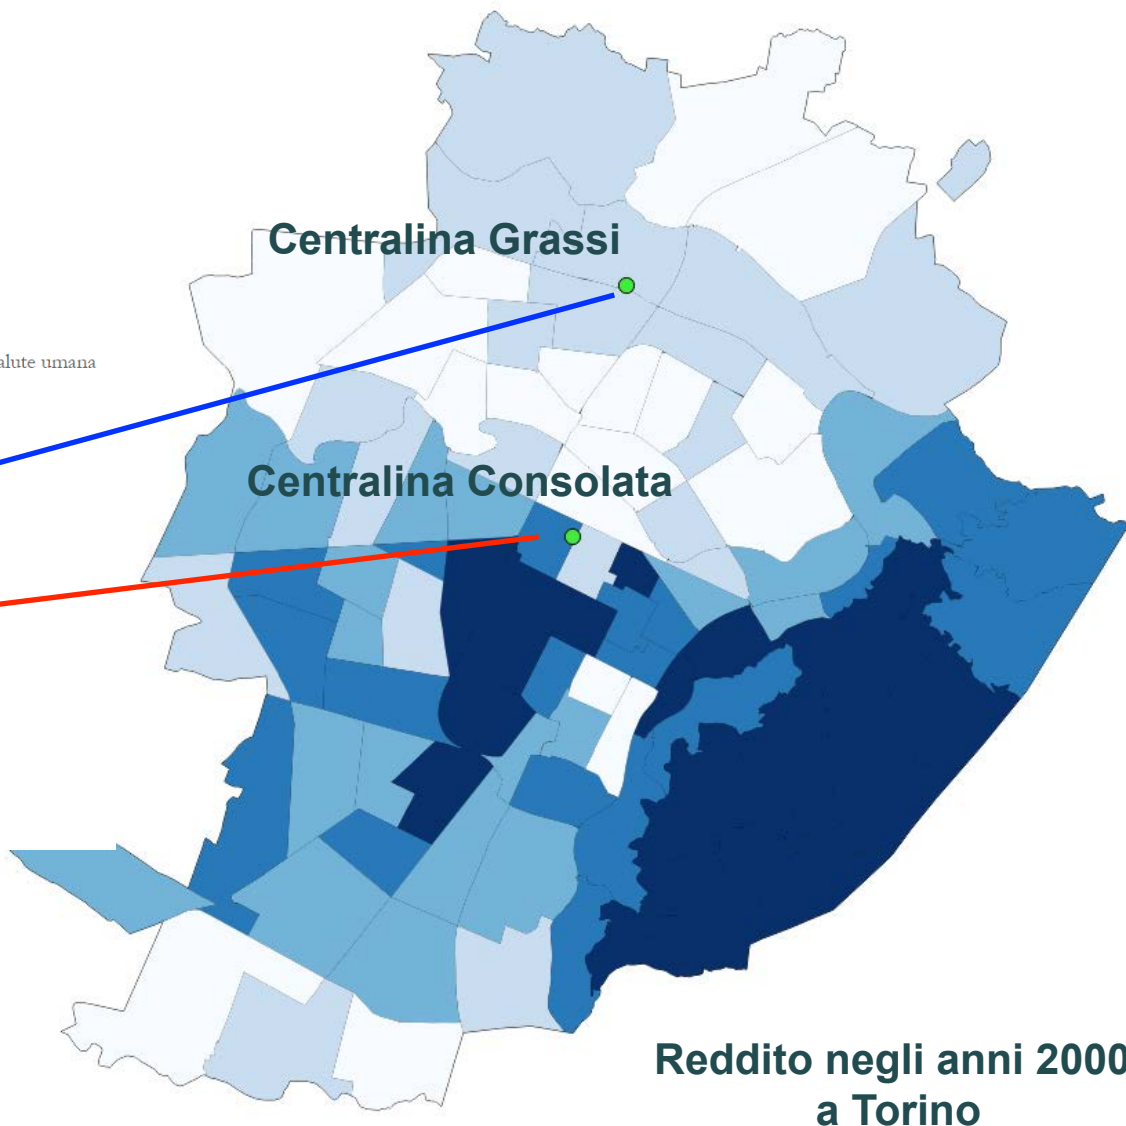 Centralina Grassi
alute umana
Centralina Consolata
Reddito negli anni 2000
a Torino